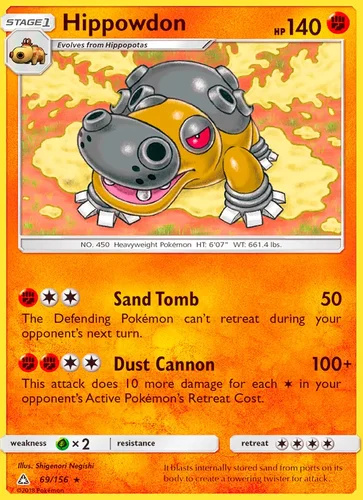 STAGE 1 Hippowdon HP 140
Evolves from Hippopotas
NO. 450 Heavyweight Pokémon HT: 6'07" WT: 661.4 lbs.
Sand Tomb 50
The Defending Pokémon can't retreat during your
opponent's next turn.
Dust Cannon 100+
This attack does 10 more damage for each in your
opponent's Active Pokémon's Retreat Cost.
weakness × 2 resistance retreat
Illus. Shigenori Negishi
69/156 ★
©2018 Pokémon
It blasts internally stored sand from ports on its
body to create a towering twister for attack.